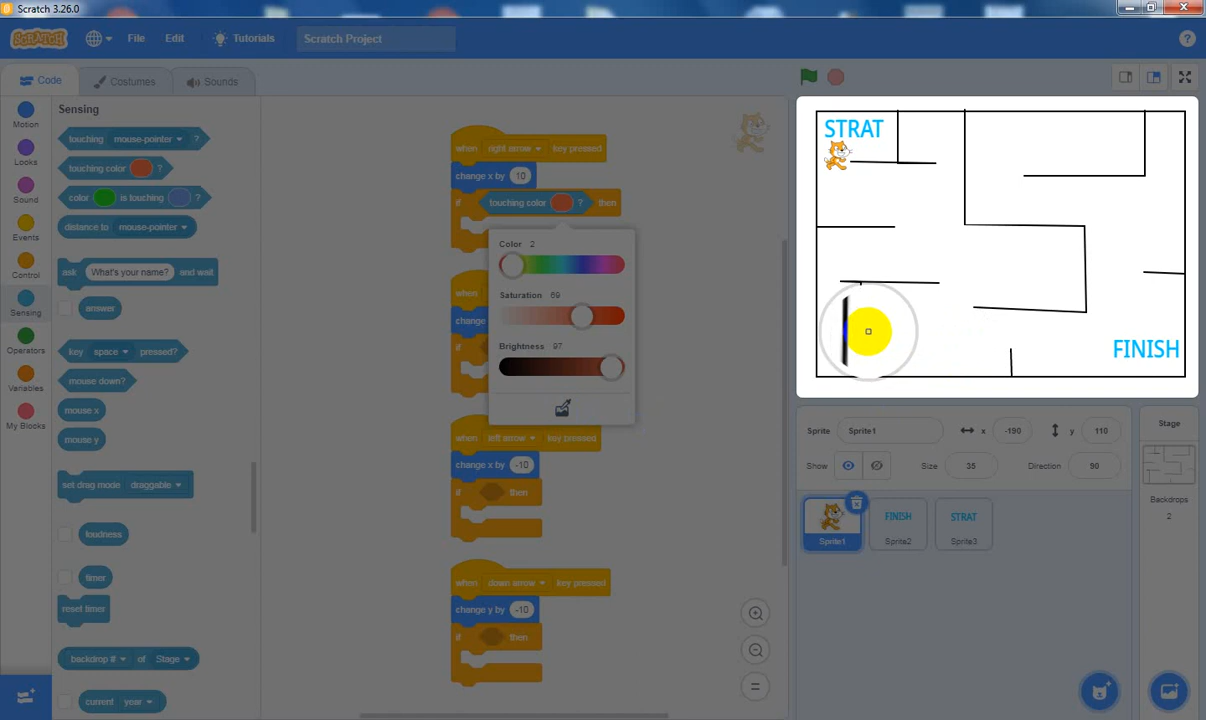 Scratch 3.26.0
SCRATCH
File
Edit
Tutorials
Scratch Project
?
Code
Costumes
Sounds
Motion
Looks
Sound
Events
Control
Sensing
Operators
Variables
My Blocks
Sensing
touching mouse-pointer ?
touching color ?
color is touching ?
distance to mouse-pointer
ask What's your name? and wait
answer
key space pressed?
mouse down?
mouse x
mouse y
set drag mode draggable
loudness
timer
reset timer
backdrop # of Stage
current year
when right arrow key pressed
change x by 10
if touching color ? then
when
change
if
Color 2
Saturation 69
Brightness 97
when left arrow key pressed
change x by -10
if then
when down arrow key pressed
change y by -10
if then
STRAT
FINISH
Sprite Sprite1 x -190 y 110
Show Size 35 Direction 90
Sprite1
FINISH
Sprite2
STRAT
Sprite3
Stage
Backdrops
2